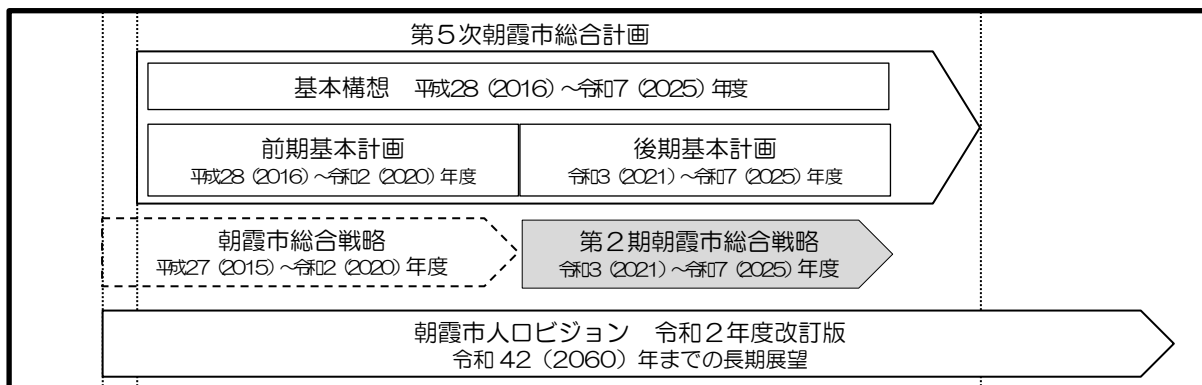 第5次朝霞市総合計画
基本構想 平成28（2016）～令和7（2025）年度
前期基本計画
平成28（2016）～令和2（2020）年度
後期基本計画
令和3（2021）～令和7（2025）年度
朝霞市総合戦略
平成27（2015）～令和2（2020）年度
第２期朝霞市総合戦略
令和3（2021）～令和7（2025）年度
朝霞市人口ビジョン　令和２年度改訂版
令和 42（2060）年までの長期展望